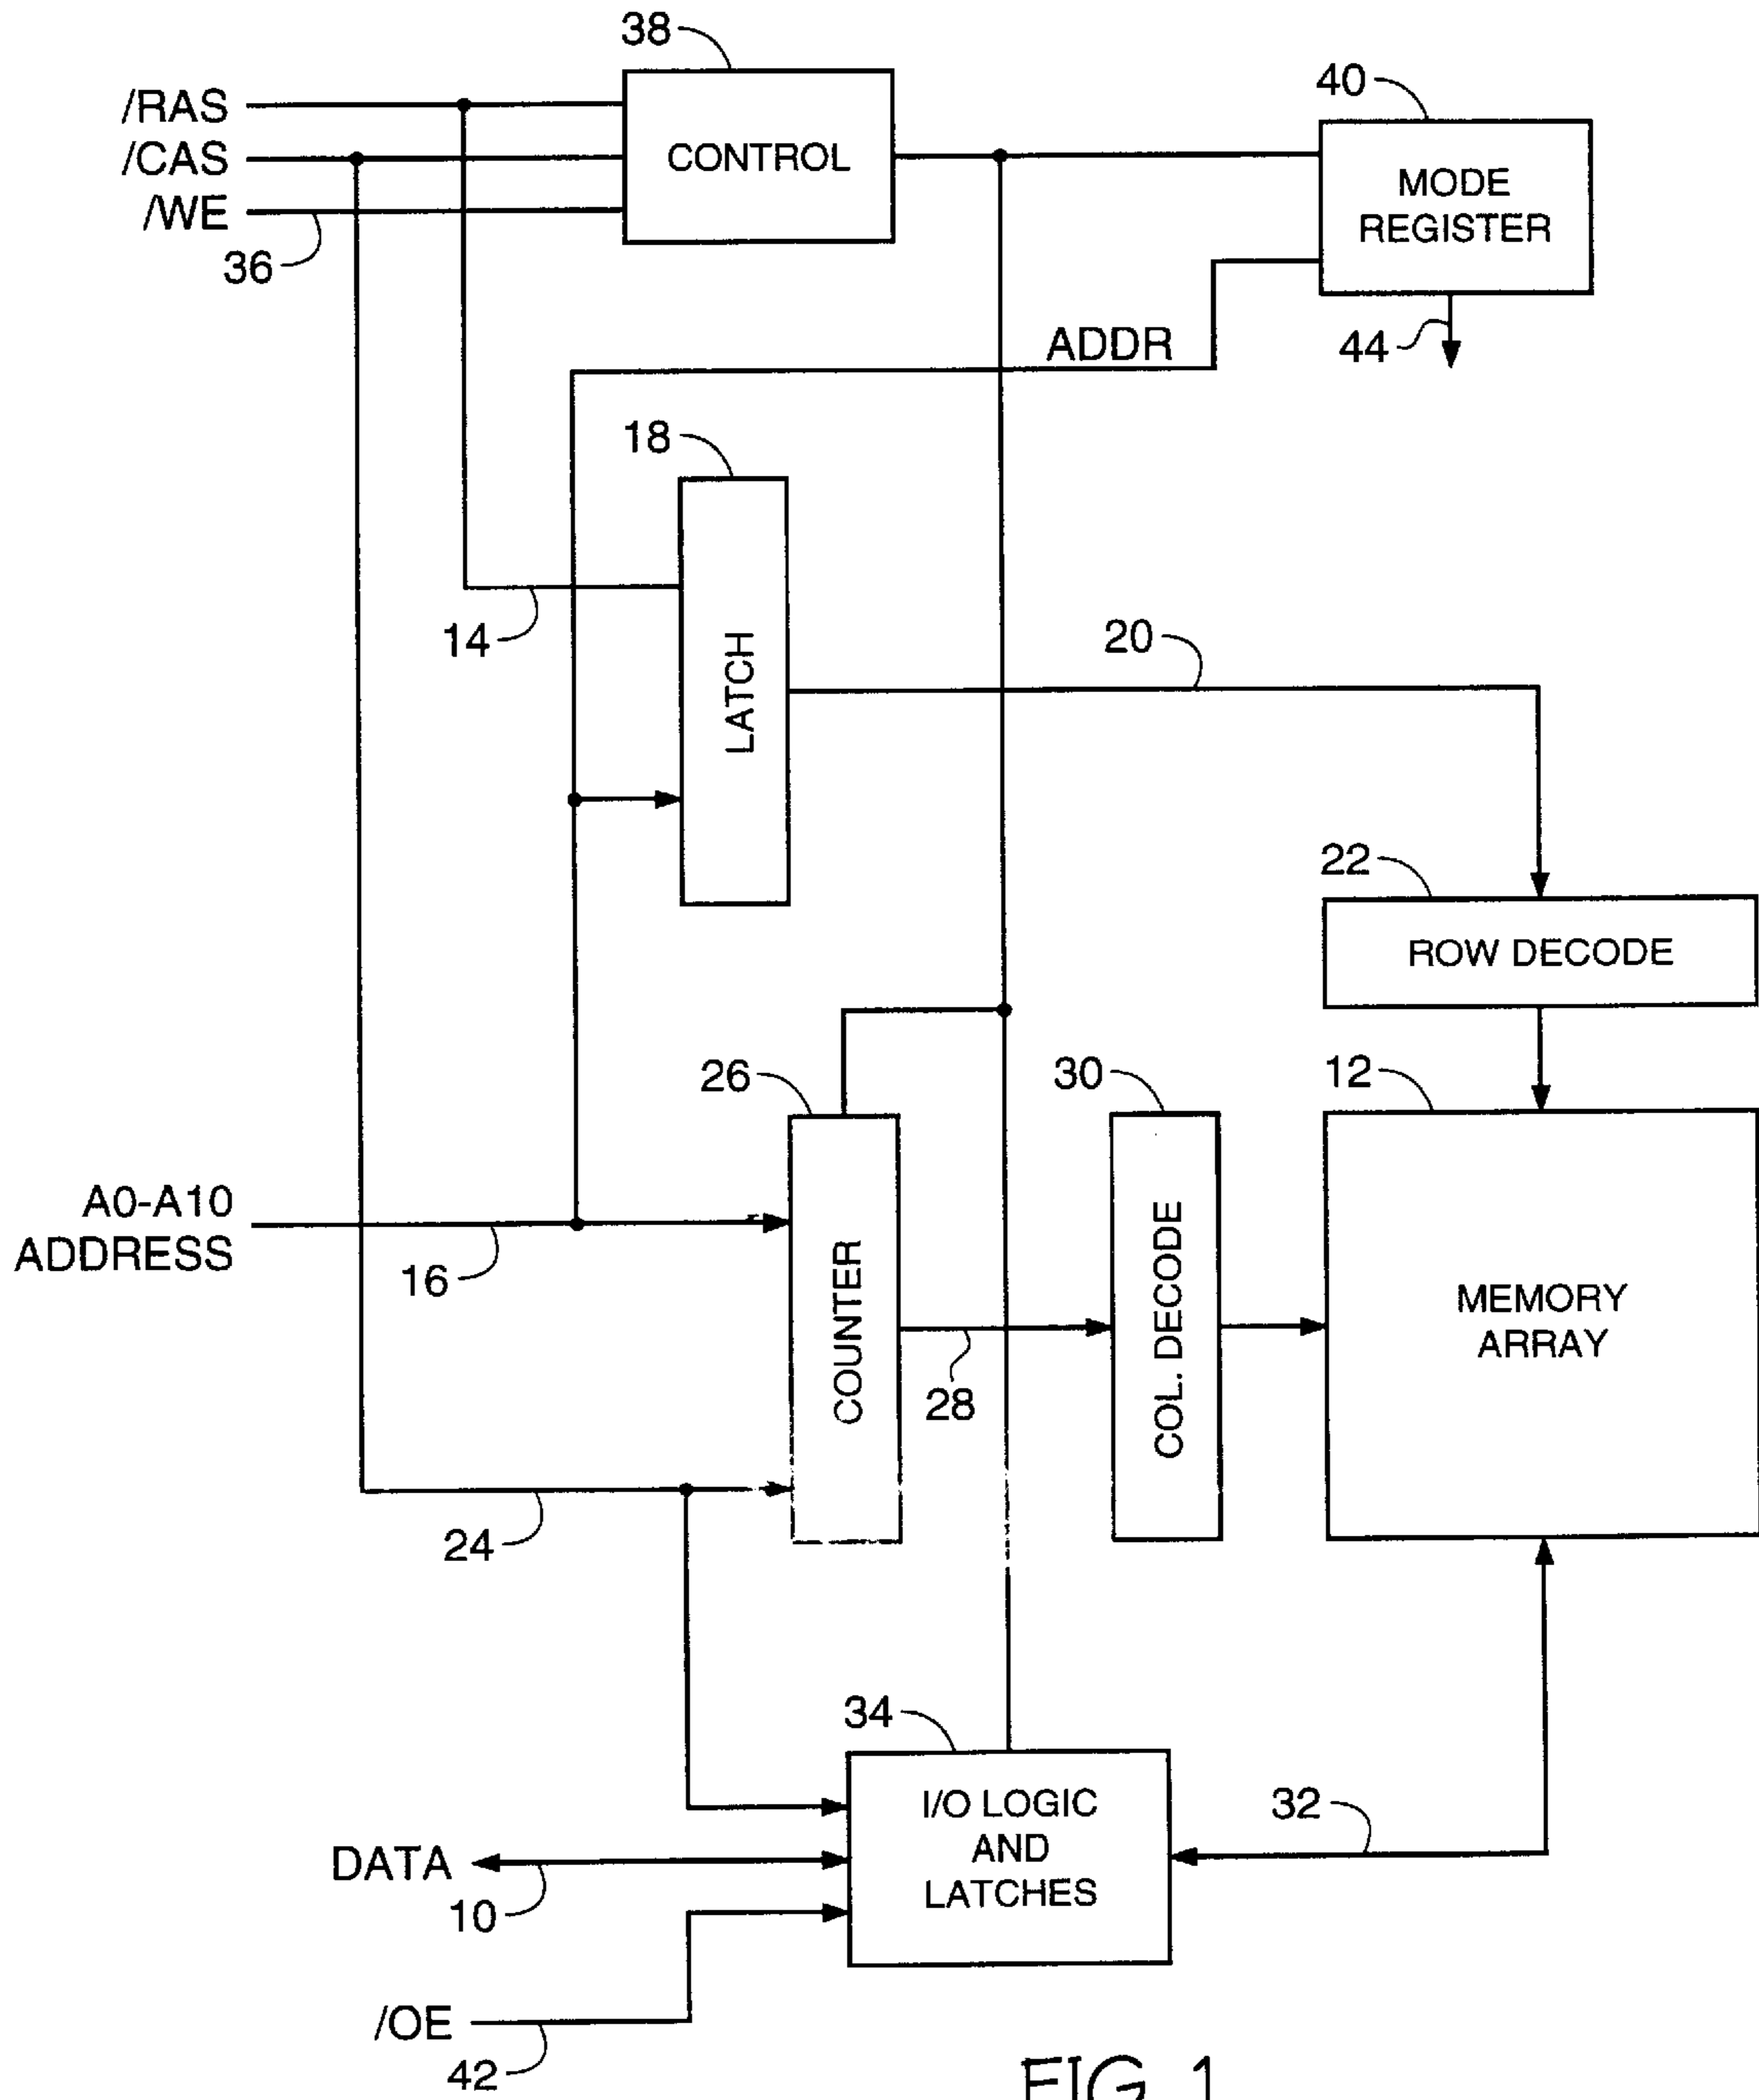 38
/RAS
/CAS
/WE
36
CONTROL
40
MODE
REGISTER
44
ADDR
18
14
LATCH
20
22
ROW DECODE
26
30
12
A0-A10
ADDRESS
16
COUNTER
28
COL. DECODE
MEMORY
ARRAY
24
34
I/O LOGIC
AND
LATCHES
32
DATA
10
/OE
42
FIG. 1